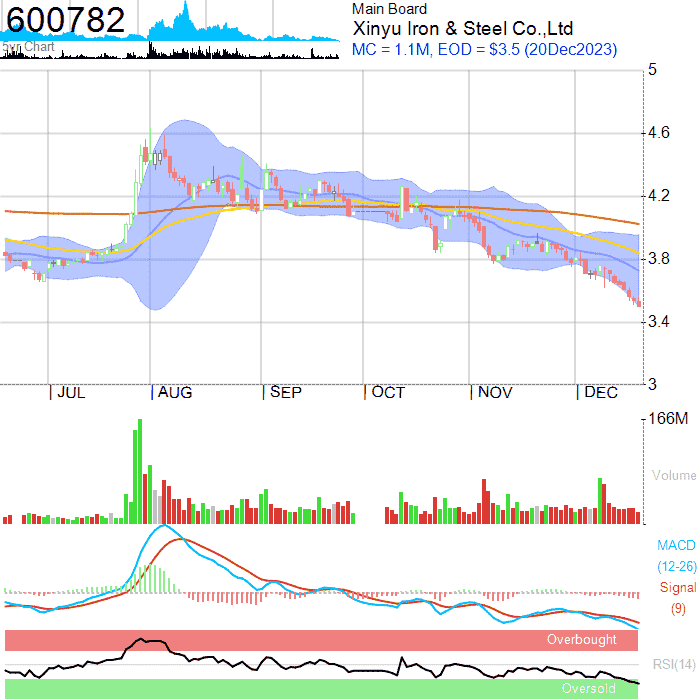 600782
5yr Chart
Main Board
Xinyu Iron & Steel Co.,Ltd
MC = 1.1M, EOD = $3.5 (20Dec2023)
5
4.6
4.2
3.8
3.4
3
JUL AUG SEP OCT NOV DEC
166M
Volume
MACD
(12-26)
Signal
(9)
Overbought
RSI(14)
Oversold